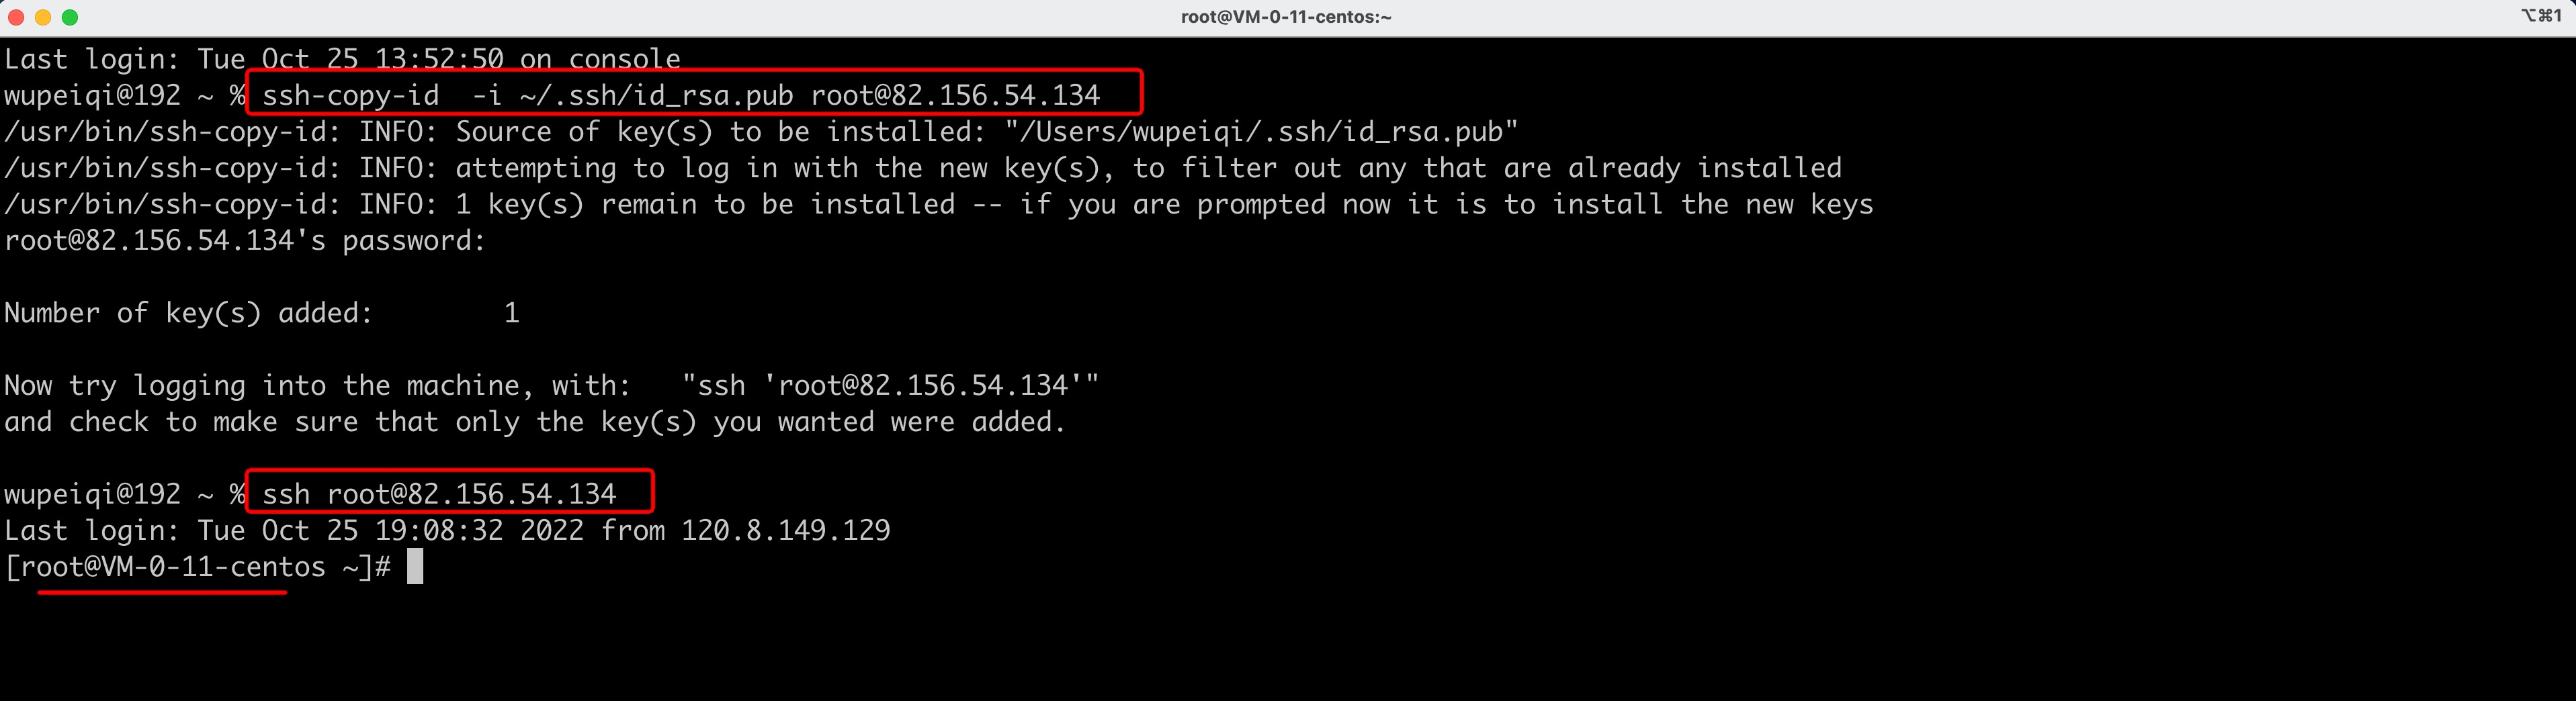 root@VM-0-11-centos:~
⌥⌘1
Last login: Tue Oct 25 13:52:50 on console
wupeiqi@192 ~ % ssh-copy-id  -i ~/.ssh/id_rsa.pub root@82.156.54.134
/usr/bin/ssh-copy-id: INFO: Source of key(s) to be installed: "/Users/wupeiqi/.ssh/id_rsa.pub"
/usr/bin/ssh-copy-id: INFO: attempting to log in with the new key(s), to filter out any that are already installed
/usr/bin/ssh-copy-id: INFO: 1 key(s) remain to be installed -- if you are prompted now it is to install the new keys
root@82.156.54.134's password:
Number of key(s) added:        1
Now try logging into the machine, with:   "ssh 'root@82.156.54.134'"
and check to make sure that only the key(s) you wanted were added.
wupeiqi@192 ~ % ssh root@82.156.54.134
Last login: Tue Oct 25 19:08:32 2022 from 120.8.149.129
[root@VM-0-11-centos ~]#